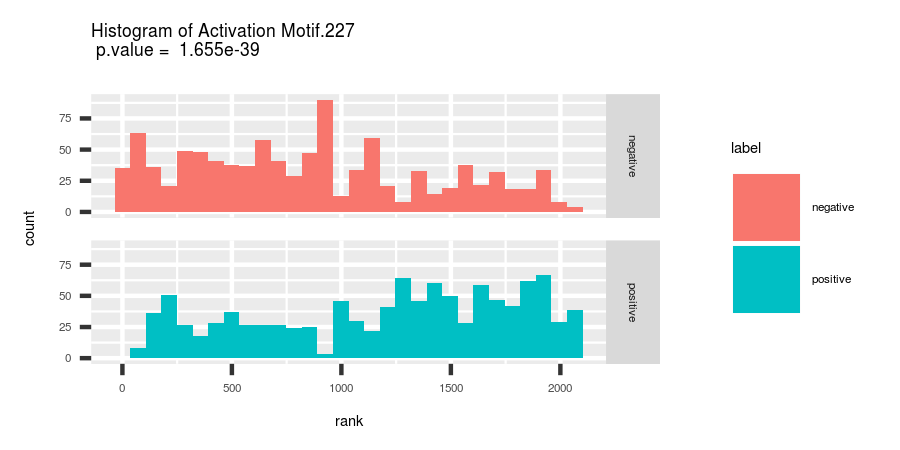 Histogram of Activation Motif.227
p.value = 1.655e-39
count
75
50
25
0
negative
75
50
25
0
positive
0 500 1000 1500 2000
rank
label
negative
positive